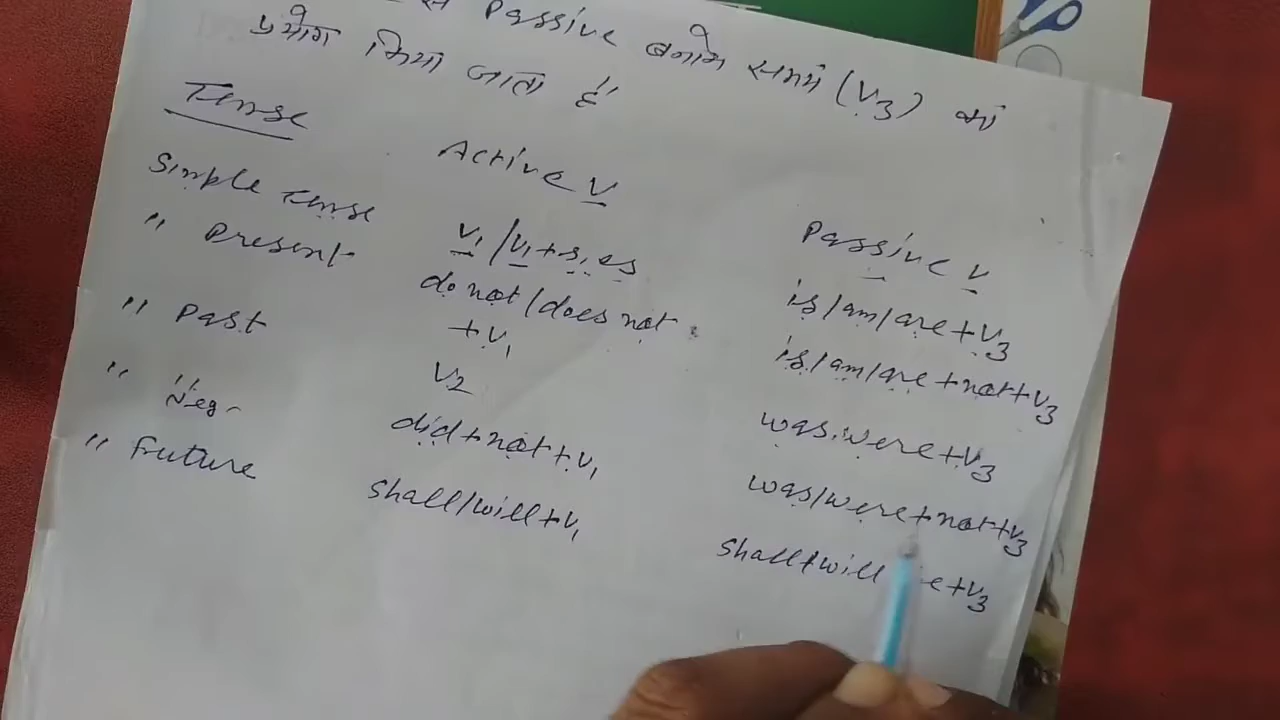 से Passive बनाते समय (V3) का
प्रयोग किया जाता है"
Tense Active V Passive V
Simple Tense
" Present V1/V1+s, es is/am/are+V3
do not/does not +V1 is/am/are+not+V3
" Past V2 was.were+V3
" " Neg- did+not+V1 was/were+not+V3
" Future shall/will+V1 Shall+will +V3